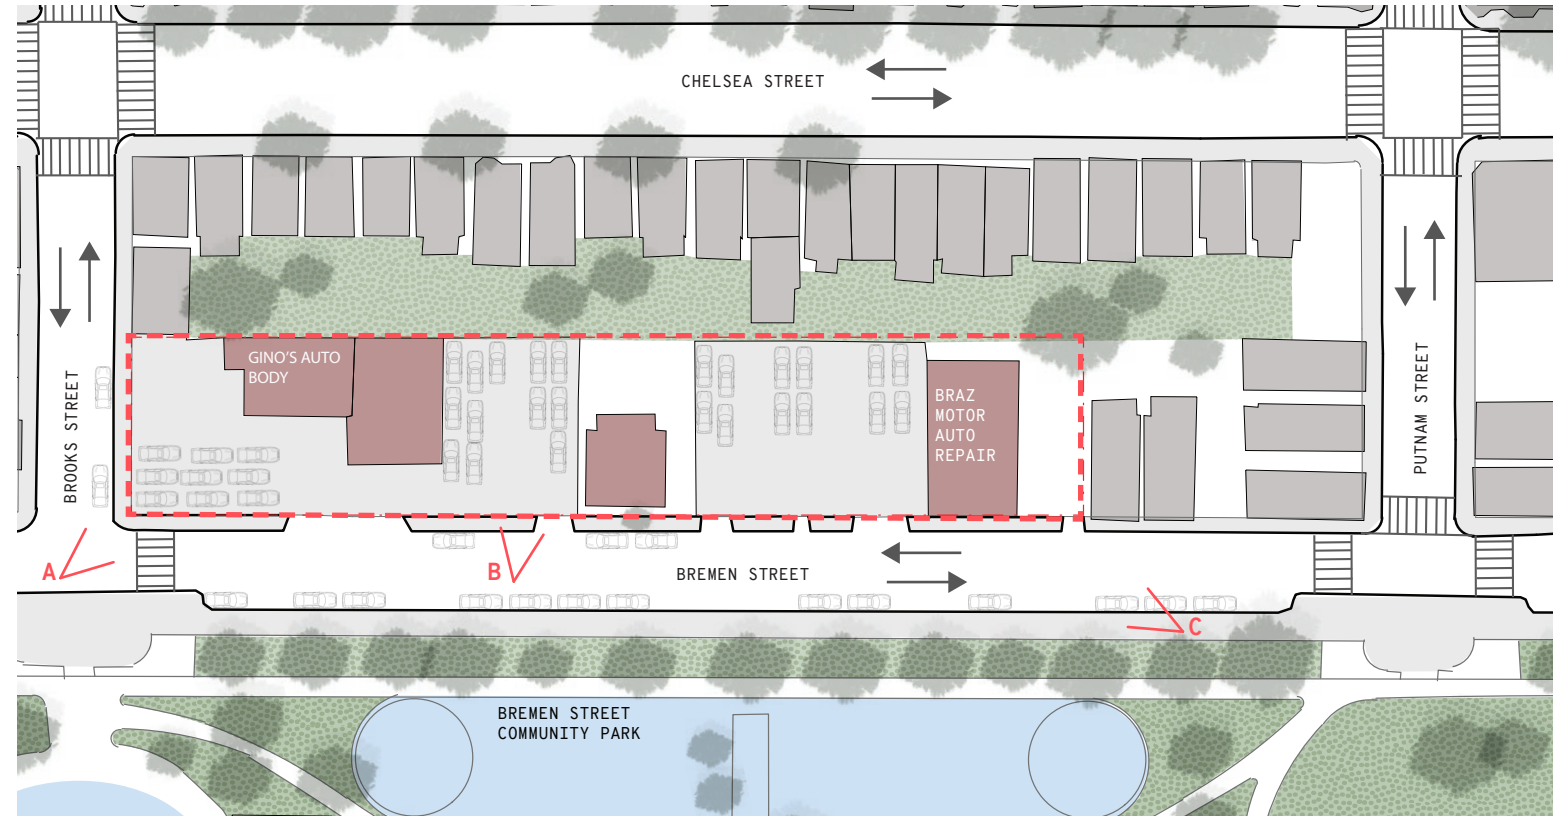 CHELSEA STREET
GINO'S AUTO
BODY
BROOKS STREET
BRAZ
MOTOR
AUTO
REPAIR
PUTNAM STREET
A
B
BREMEN STREET
C
BREMEN STREET
COMMUNITY PARK